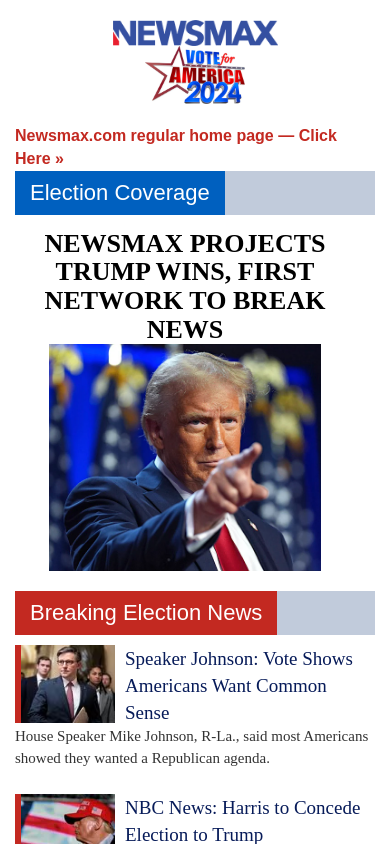 NEWSMAX
VOTE for
AMERICA
2024
Newsmax.com regular home page — Click
Here »
Election Coverage
NEWSMAX PROJECTS
TRUMP WINS, FIRST
NETWORK TO BREAK
NEWS
Breaking Election News
Speaker Johnson: Vote Shows
Americans Want Common
Sense
House Speaker Mike Johnson, R-La., said most Americans
showed they wanted a Republican agenda.
NBC News: Harris to Concede
Election to Trump